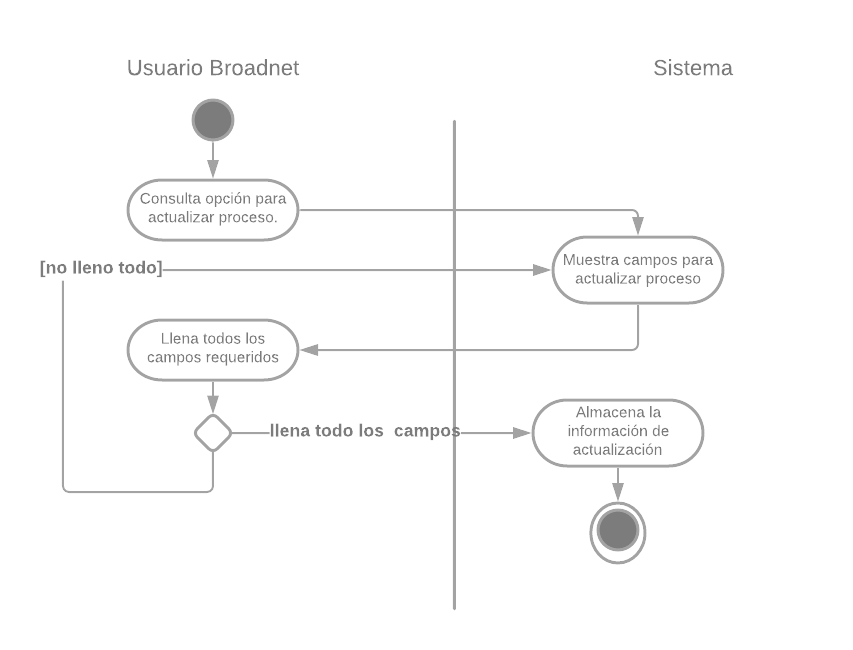 Usuario Broadnet
Sistema
Consulta opción para
actualizar proceso.
Muestra campos para
actualizar proceso
[no lleno todo]
Llena todos los
campos requeridos
llena todo los  campos
Almacena la
información de
actualización